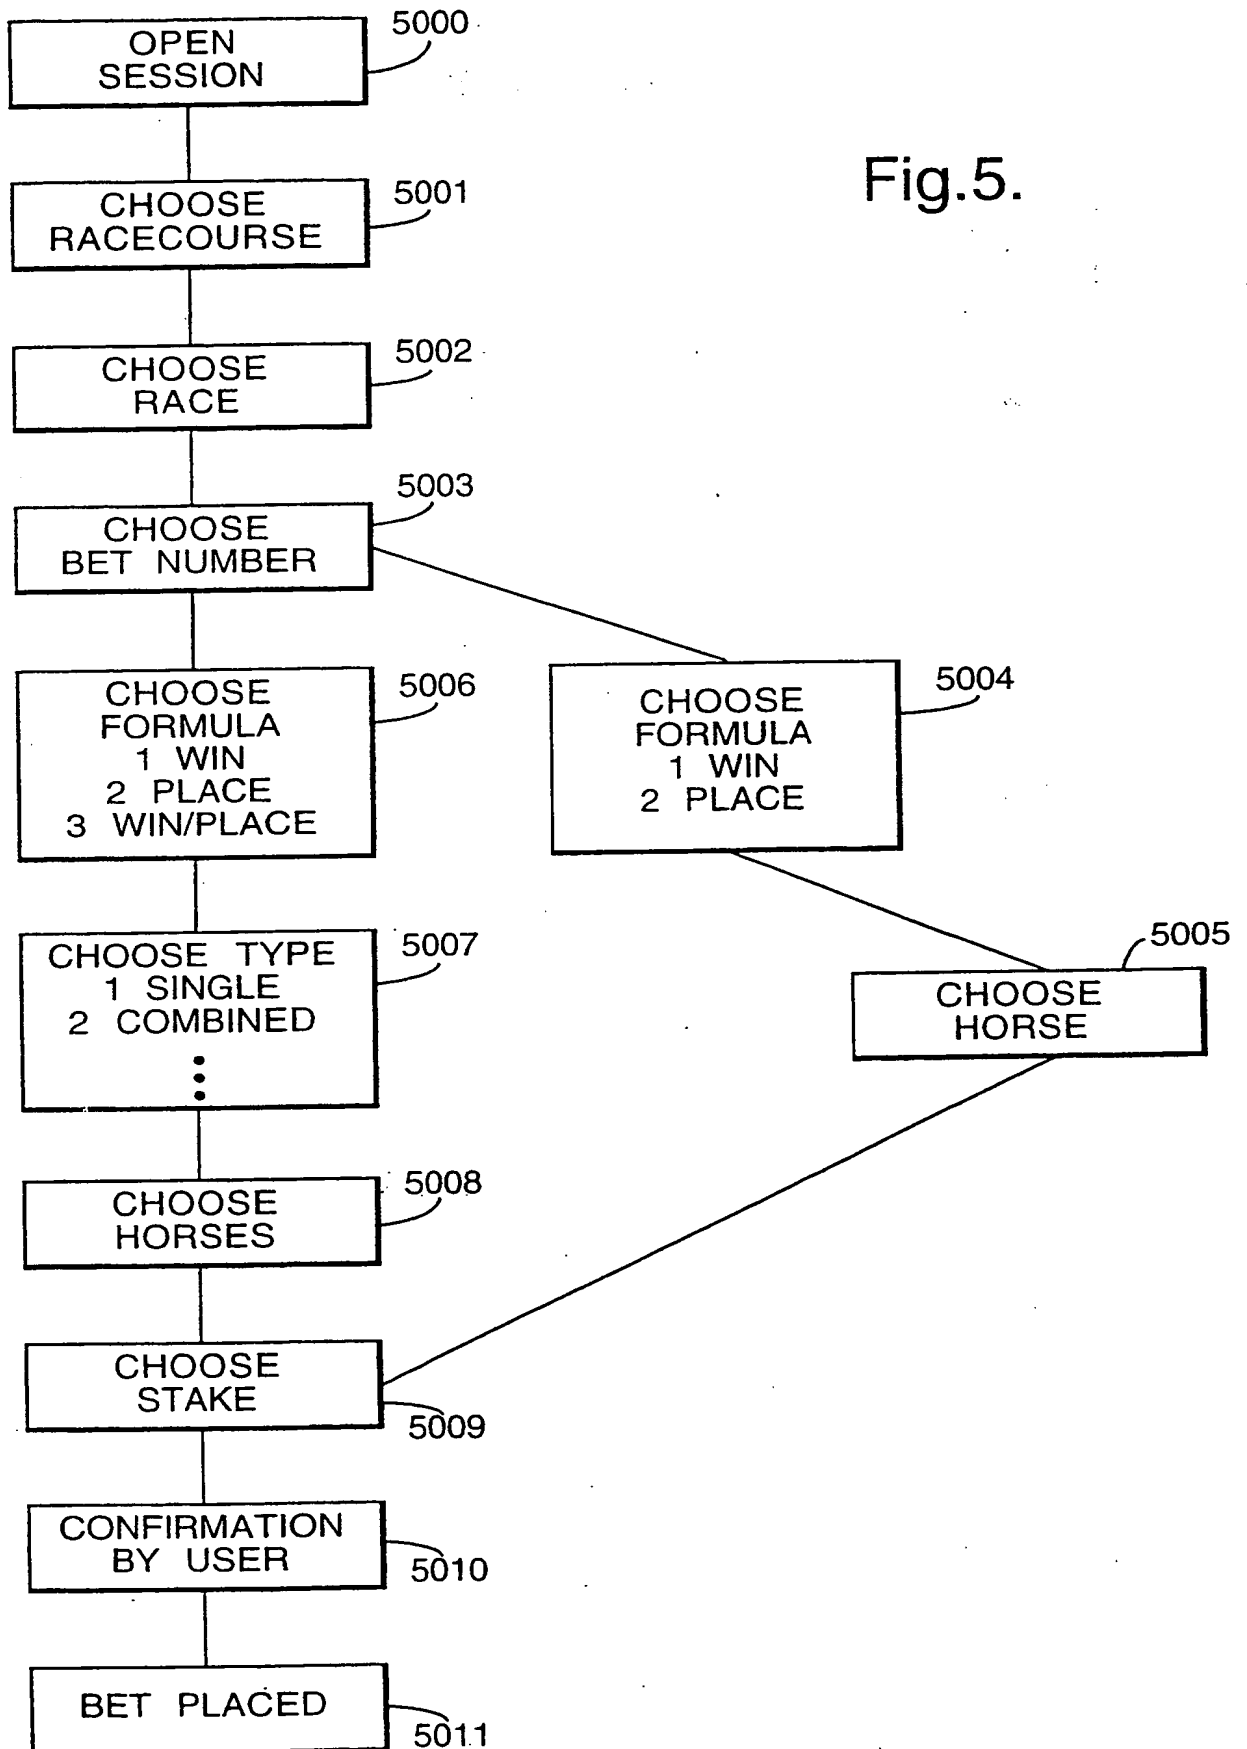 5000
OPEN
SESSION
Fig.5.
5001
CHOOSE
RACECOURSE
5002
CHOOSE
RACE
5003
CHOOSE
BET NUMBER
5006
CHOOSE
FORMULA
1 WIN
2 PLACE
3 WIN/PLACE
5004
CHOOSE
FORMULA
1 WIN
2 PLACE
5007
CHOOSE TYPE
1 SINGLE
2 COMBINED
5005
CHOOSE
HORSE
5008
CHOOSE
HORSES
CHOOSE
STAKE
5009
CONFIRMATION
BY USER
5010
BET PLACED
5011